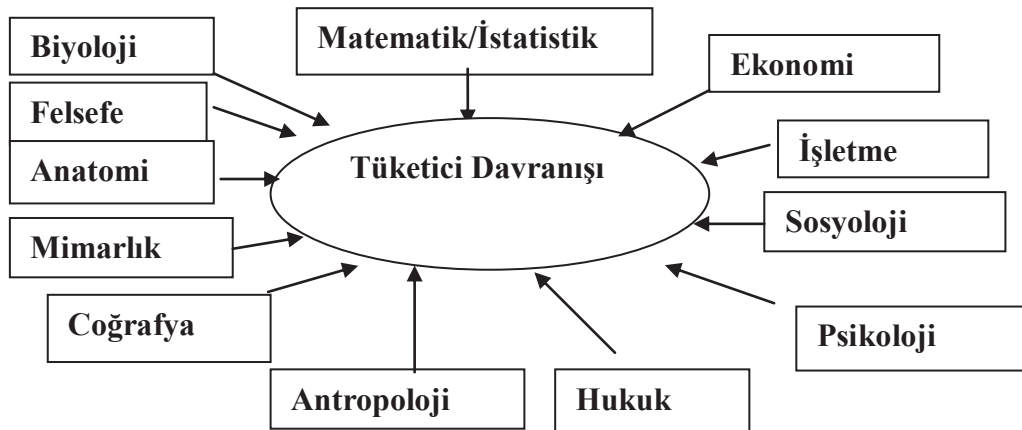 Biyoloji
Matematik/İstatistik
Ekonomi
Felsefe
Anatomi
Tüketici Davranışı
İşletme
Sosyoloji
Mimarlık
Coğrafya
Psikoloji
Antropoloji
Hukuk